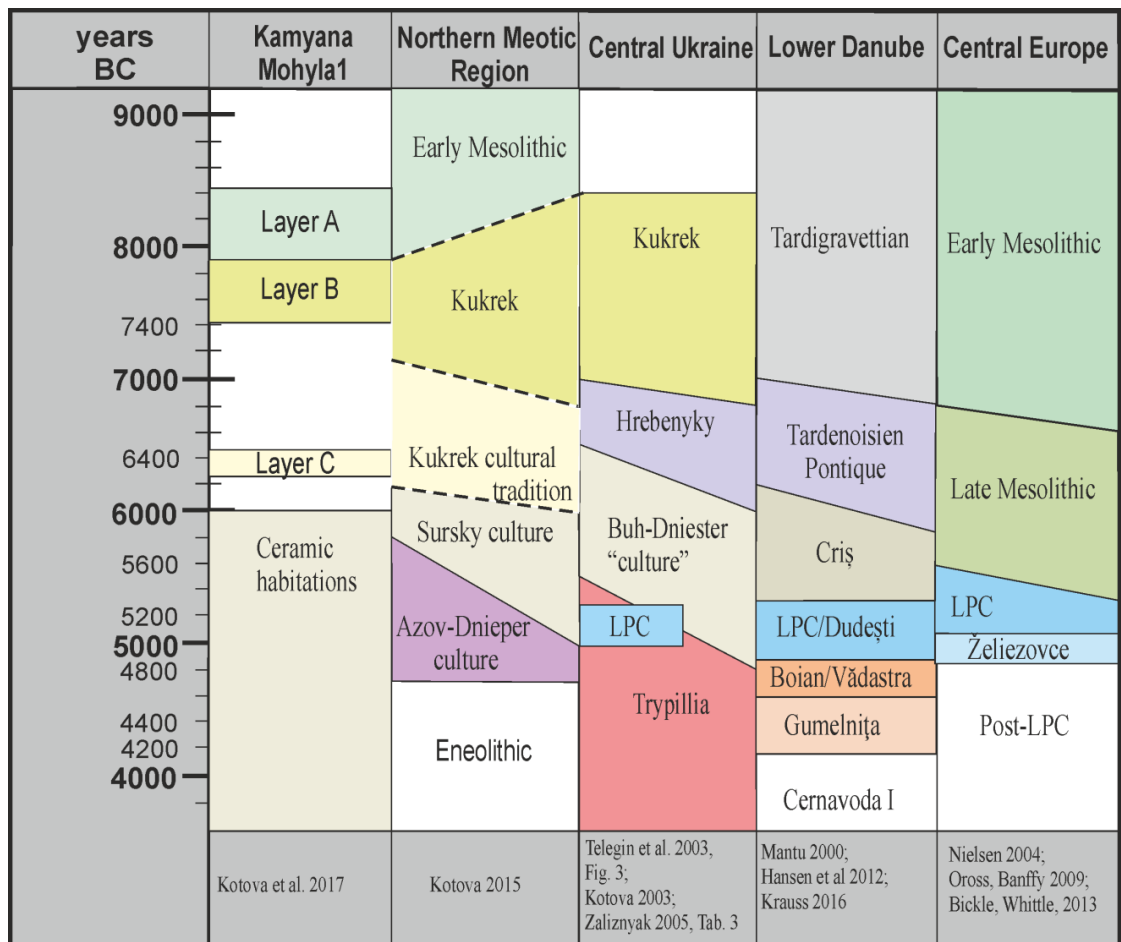 years
BC
Kamyana
Mohyla1
Northern Meotic
Region
Central Ukraine
Lower Danube
Central Europe
9000
8000
7400
7000
6400
6000
5600
5200
5000
4800
4400
4200
4000
Layer A
Layer B
Layer C
Ceramic
habitations
Early Mesolithic
Kukrek
Kukrek cultural
tradition
Sursky culture
Azov-Dnieper
culture
Eneolithic
Kukrek
Hrebenyky
Buh-Dniester
“culture”
LPC
Trypillia
Tardigravettian
Tardenoisien
Pontique
Criş
LPC/Dudeşti
Boian/Vădastra
Gumelniţa
Cernavoda I
Early Mesolithic
Late Mesolithic
LPC
Želiezovce
Post-LPC
Kotova et al. 2017
Kotova 2015
Telegin et al. 2003,
Fig. 3;
Kotova 2003;
Zaliznyak 2005, Tab. 3
Mantu 2000;
Hansen et al 2012;
Krauss 2016
Nielsen 2004;
Oross, Banffy 2009;
Bickle, Whittle, 2013